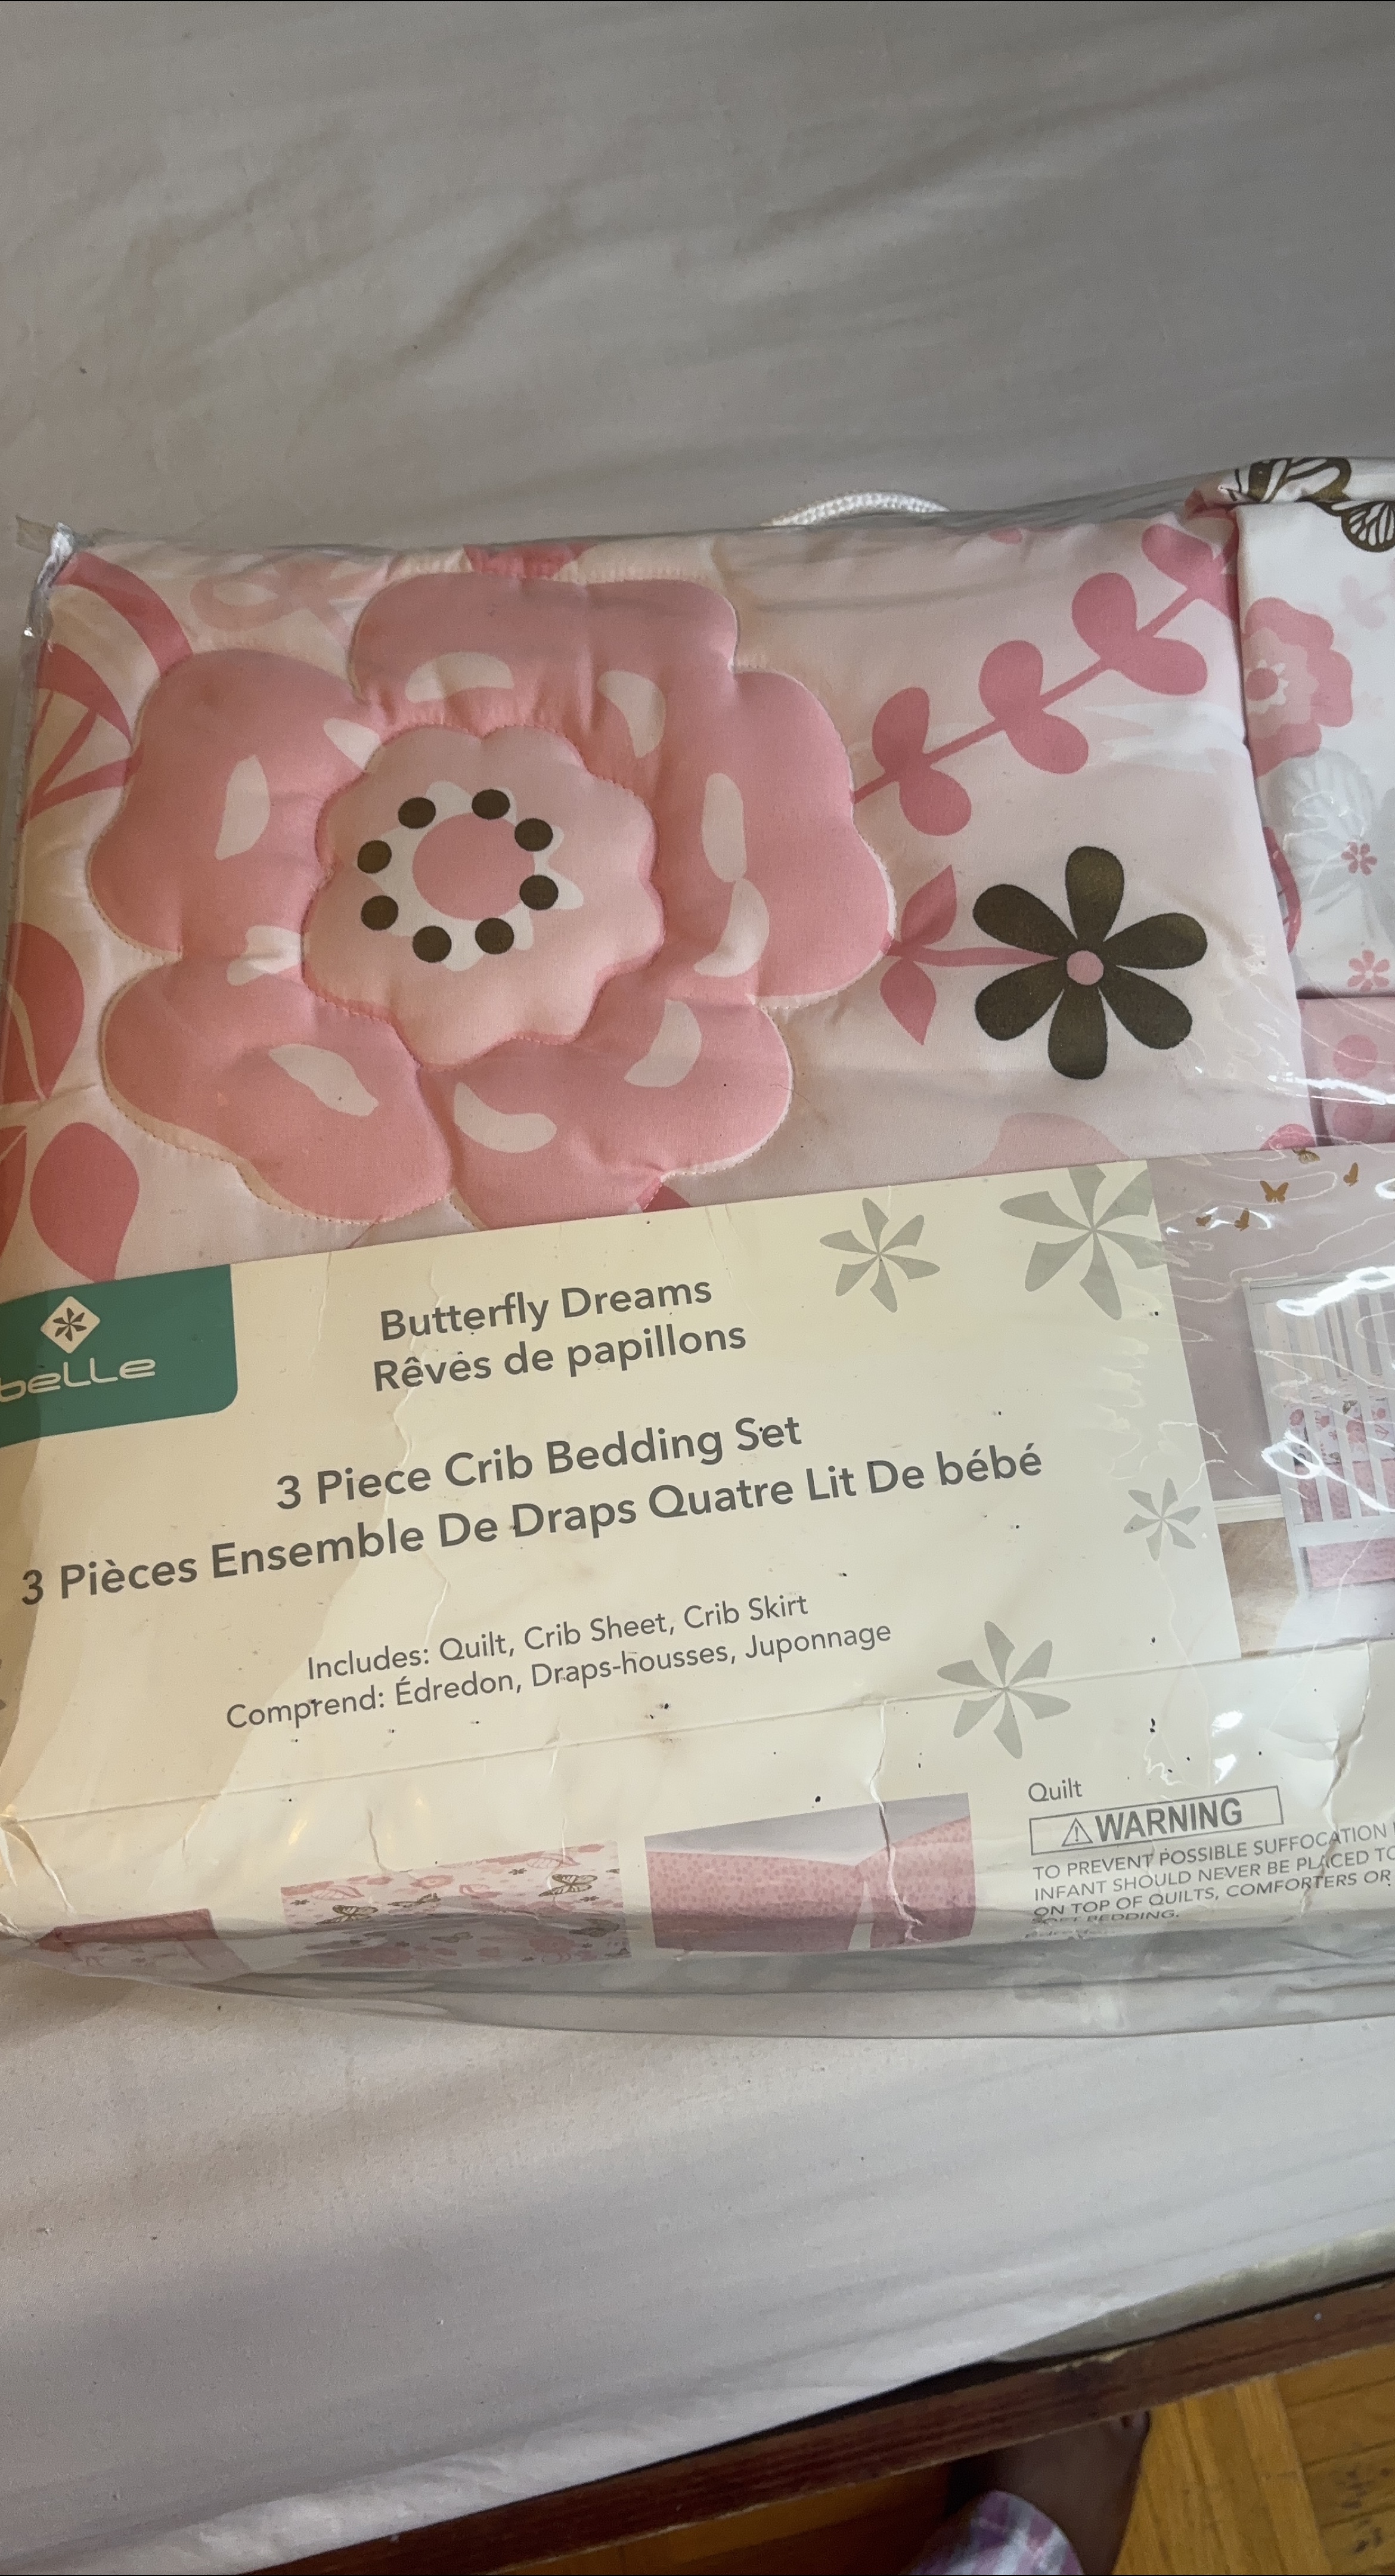 belle
Butterfly Dreams
Rêves de papillons
3 Piece Crib Bedding Set
3 Pièces Ensemble De Draps Quatre Lit De bébé
Includes: Quilt, Crib Sheet, Crib Skirt
Comprend: Édredon, Draps-housses, Juponnage
Quilt
WARNING
TO PREVENT POSSIBLE SUFFOCATION
INFANT SHOULD NEVER BE PLACED TO
ON TOP OF QUILTS, COMFORTERS OR
SOFT BEDDING.